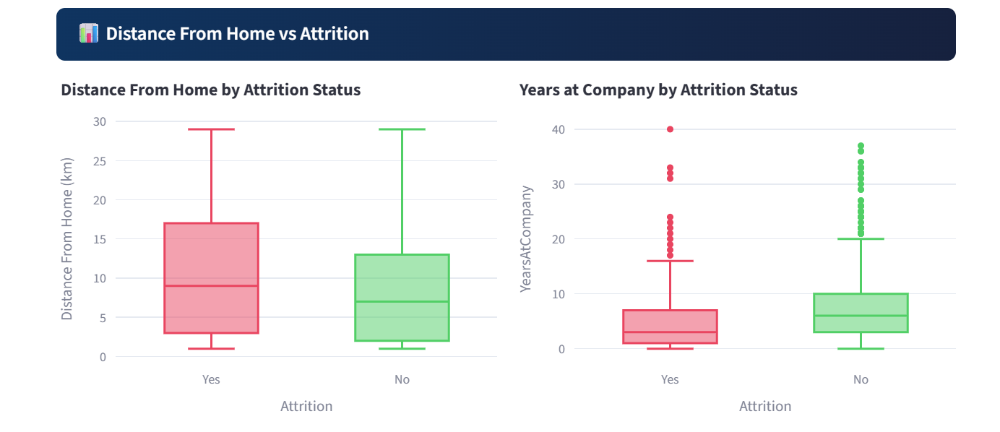 Distance From Home vs Attrition
Distance From Home by Attrition Status
30
25
20
15
10
5
0
Distance From Home (km)
Yes
No
Attrition
Years at Company by Attrition Status
40
30
20
10
0
YearsAtCompany
Yes
No
Attrition